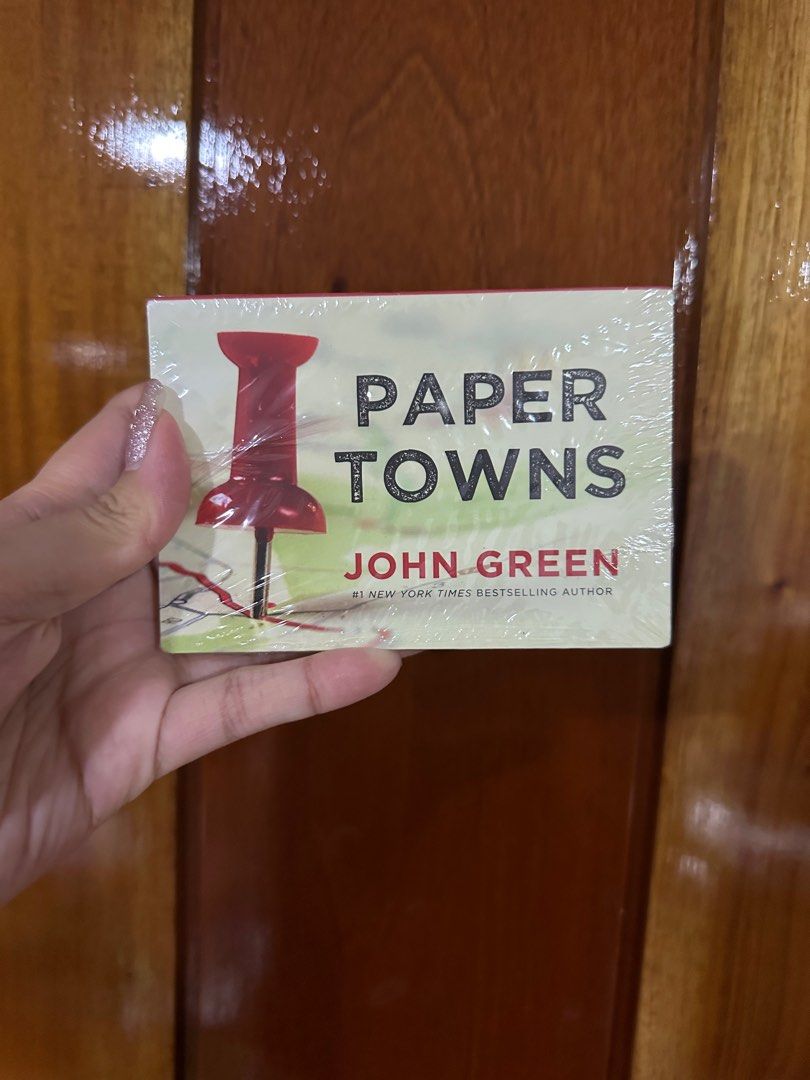 PAPER
TOWNS
JOHN GREEN
#1 NEW YORK TIMES BESTSELLING AUTHOR